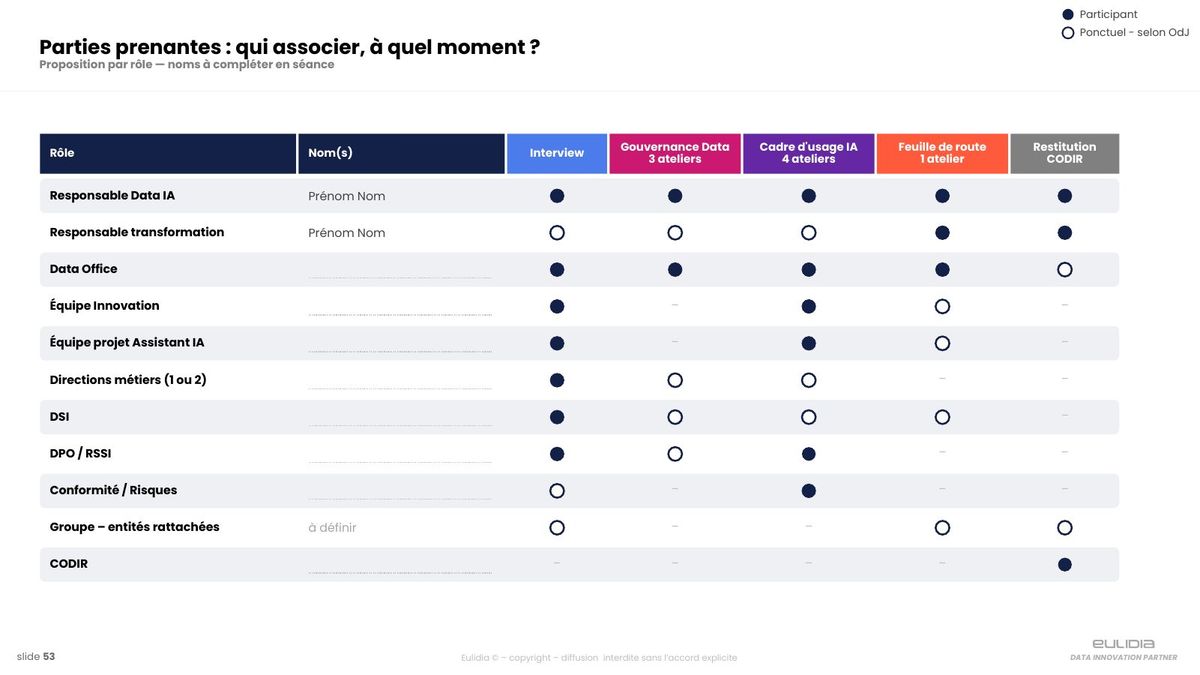 Participant
Ponctuel - selon OdJ
Parties prenantes : qui associer, à quel moment ?
Proposition par rôle — noms à compléter en séance
Rôle
Nom(s)
Interview
Gouvernance Data
3 ateliers
Cadre d'usage IA
4 ateliers
Feuille de route
1 atelier
Restitution
CODIR
Responsable Data IA
Prénom Nom
Responsable transformation
Prénom Nom
Data Office
Équipe Innovation
–
–
Équipe projet Assistant IA
–
–
Directions métiers (1 ou 2)
–
–
DSI
–
DPO / RSSI
–
–
Conformité / Risques
–
–
–
Groupe – entités rattachées
à définir
–
–
CODIR
–
–
–
–
slide 53
Eulidia © – copyright – diffusion interdite sans l'accord explicite
EULIDIA
DATA INNOVATION PARTNER